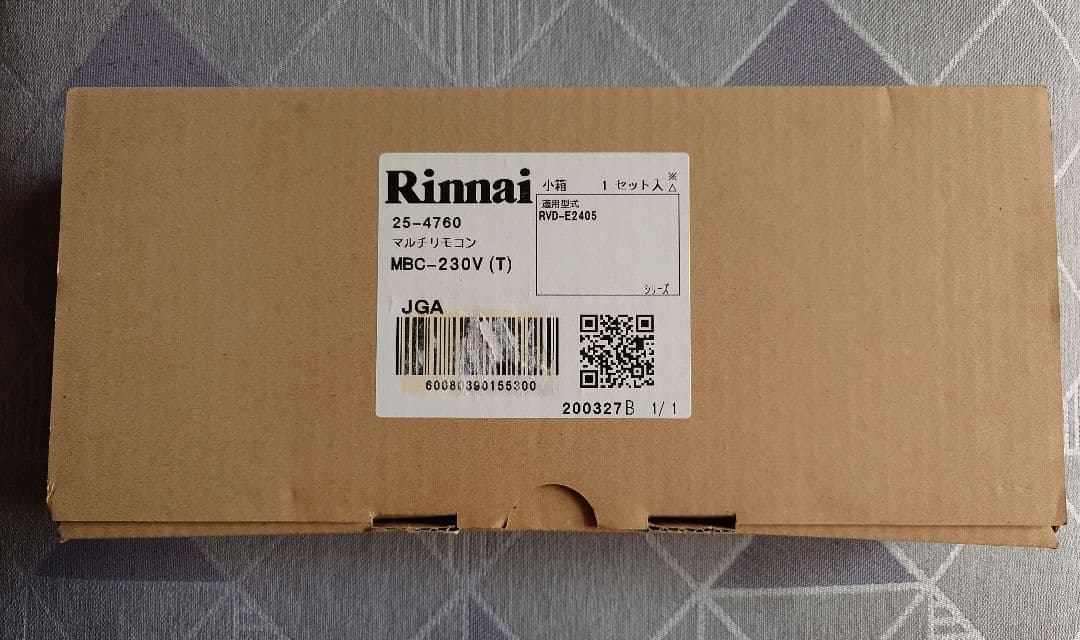 Rinnai
小箱 1 セット入 ※△
25-4760
マルチリモコン
MBC-230V (T)
適用型式
RVD-E2405
シリーズ
JGA
60080390155300
200327B 1/1